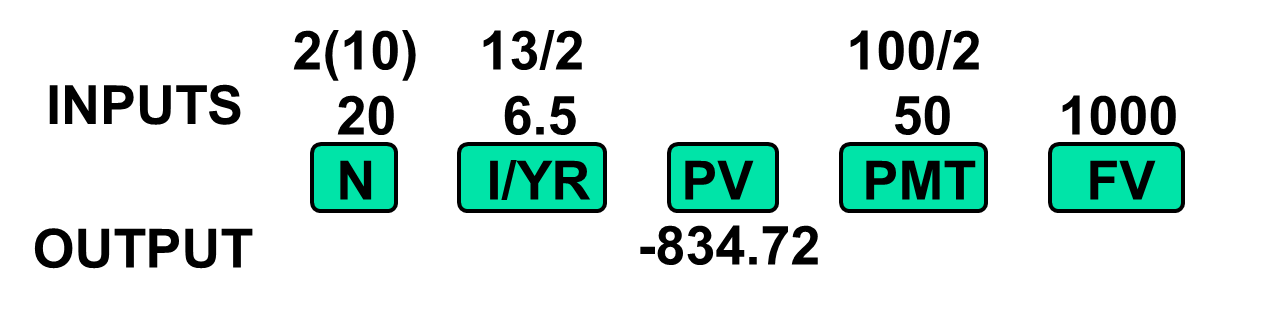 2(10) 13/2 100/2
INPUTS 20 6.5 50 1000
N I/YR PV PMT FV
OUTPUT -834.72